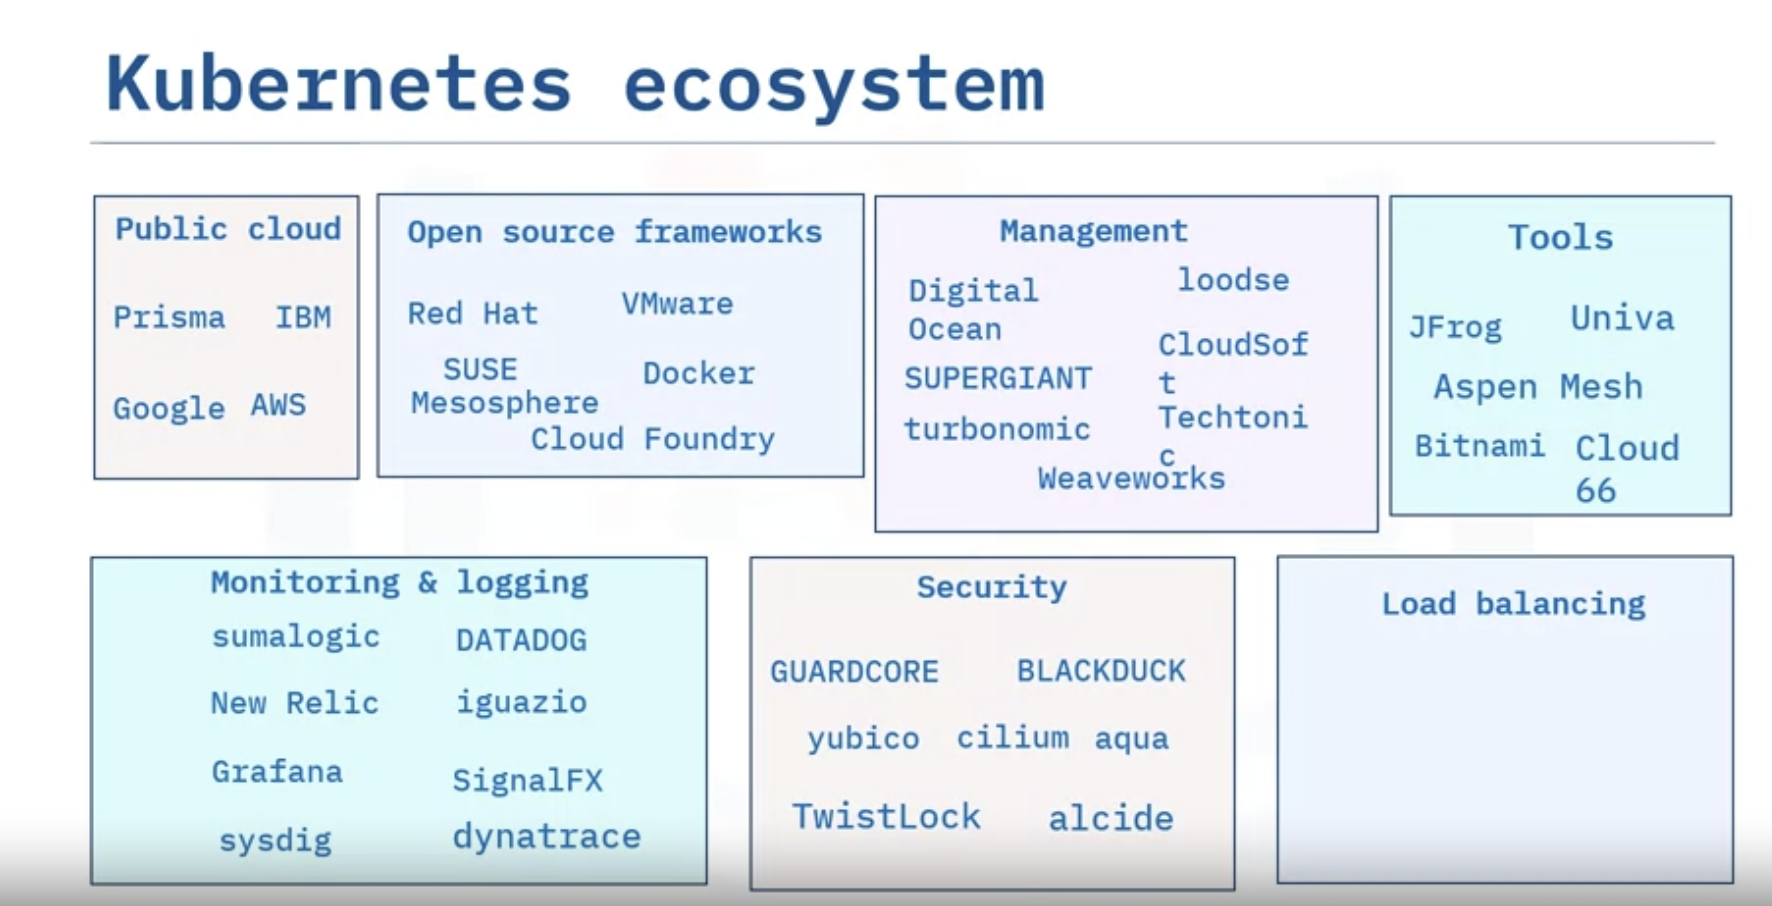 Kubernetes ecosystem
Public cloud
Prisma IBM
Google AWS
Open source frameworks
Red Hat VMware
SUSE Docker
Mesosphere
Cloud Foundry
Management
Digital
Ocean
loodse
SUPERGIANT
CloudSof
t
turbonomic
Techtoni
c
Weaveworks
Tools
JFrog Univa
Aspen Mesh
Bitnami Cloud
66
Monitoring & logging
sumalogic DATADOG
New Relic iguazio
Grafana SignalFX
sysdig dynatrace
Security
GUARDCORE BLACKDUCK
yubico cilium aqua
TwistLock alcide
Load balancing